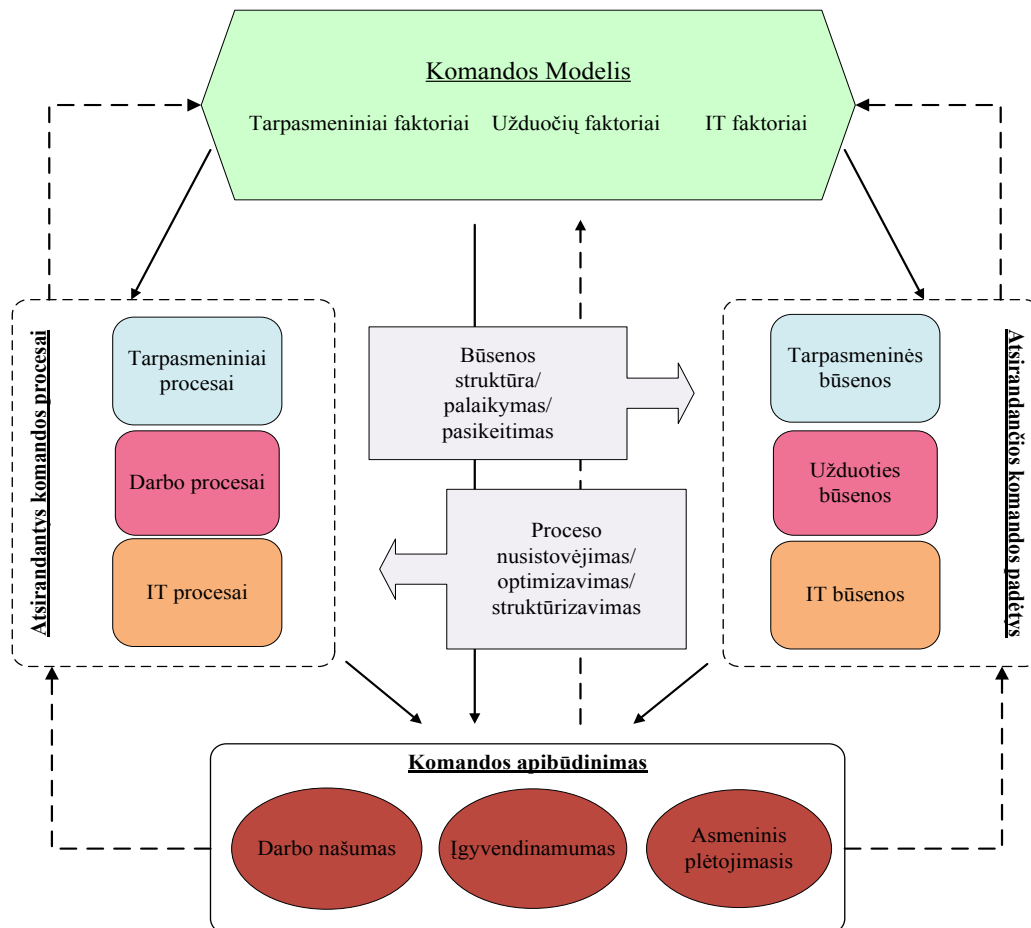 Komandos Modelis
Tarpasmeniniai faktoriai Užduočių faktoriai IT faktoriai
Atsirandantys komandos procesai
Tarpasmeniniai
procesai
Darbo procesai
IT procesai
Būsenos
struktūra/
palaikymas/
pasikeitimas
Proceso
nusistovėjimas/
optimizavimas/
struktūrizavimas
Tarpasmeninės
būsenos
Užduoties
būsenos
IT būsenos
Atsirandančios komandos padėtys
Komandos apibūdinimas
Darbo našumas
Įgyvendinamumas
Asmeninis
plėtojimasis